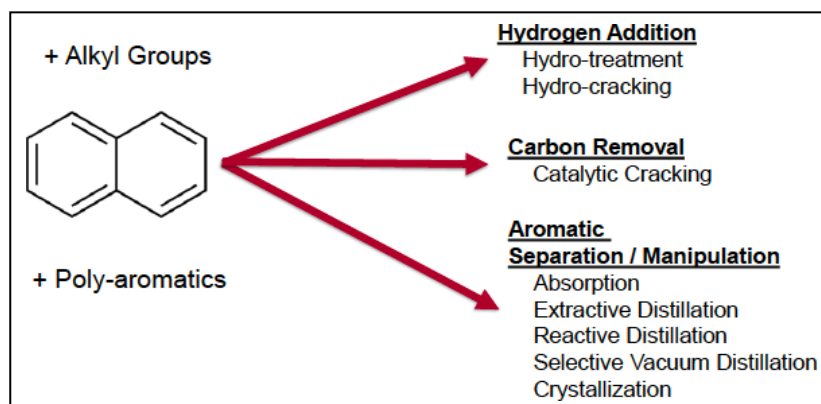 + Alkyl Groups
+ Poly-aromatics
Hydrogen Addition
Hydro-treatment
Hydro-cracking
Carbon Removal
Catalytic Cracking
Aromatic
Separation / Manipulation
Absorption
Extractive Distillation
Reactive Distillation
Selective Vacuum Distillation
Crystallization